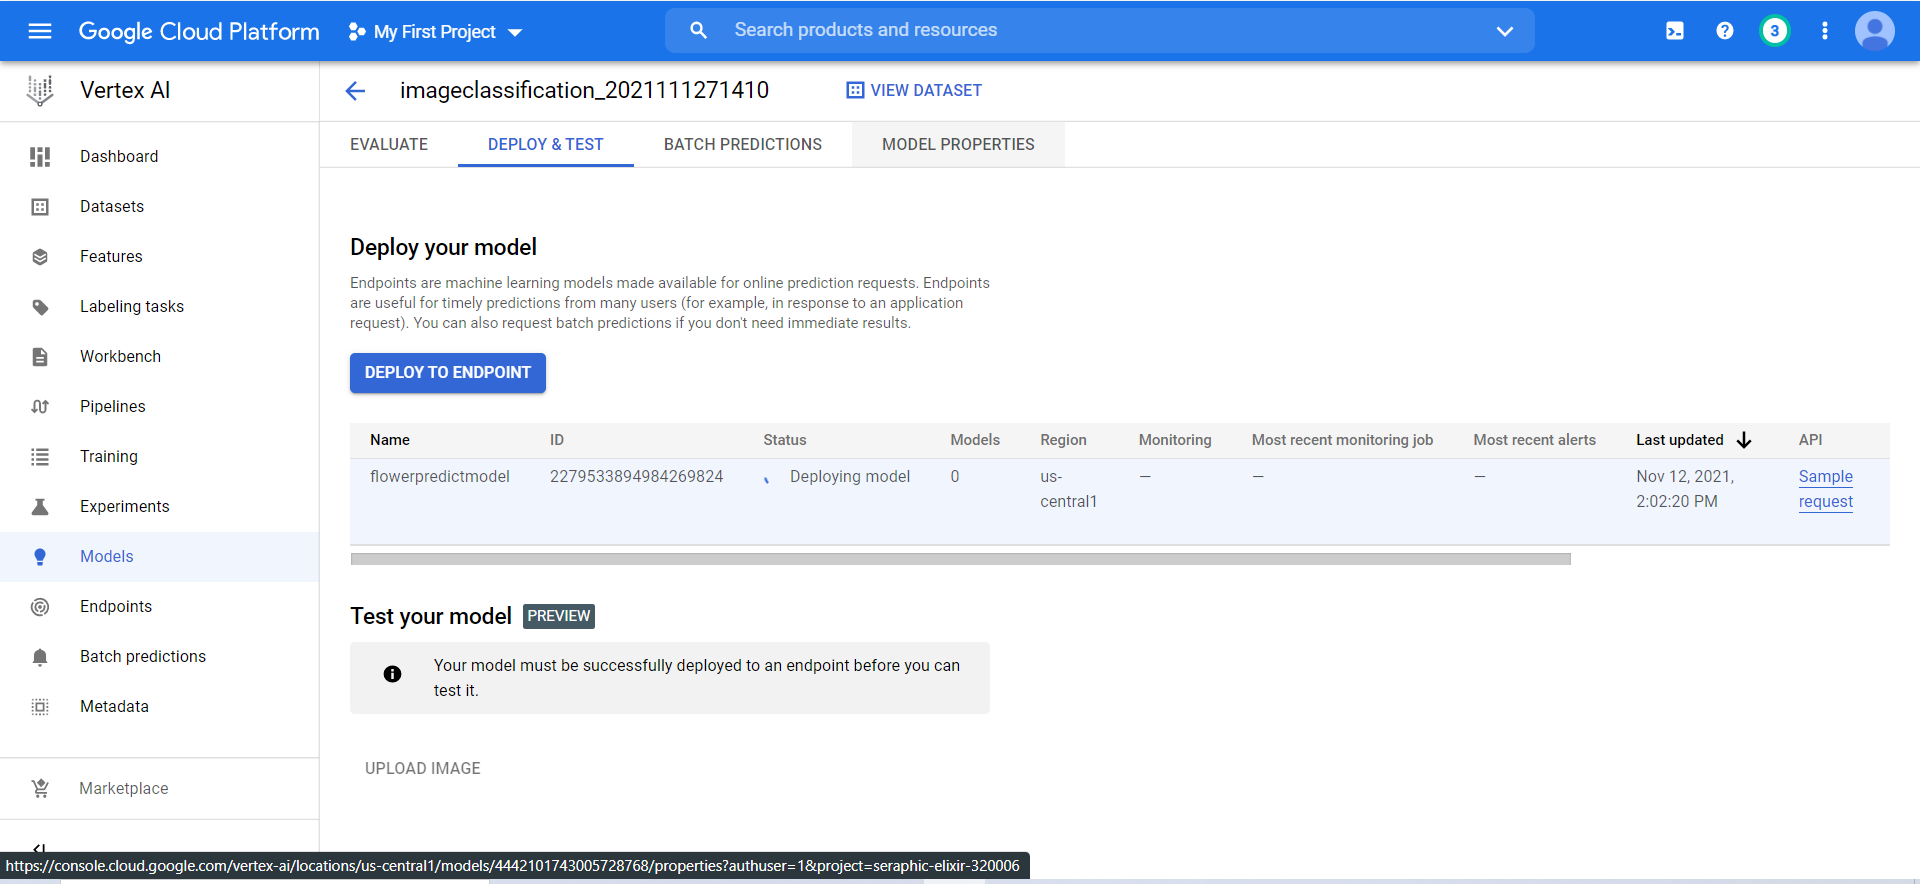 Google Cloud Platform
My First Project
Search products and resources
3
Vertex AI
imageclassification_2021111271410
VIEW DATASET
EVALUATE
DEPLOY & TEST
BATCH PREDICTIONS
MODEL PROPERTIES
Dashboard
Datasets
Features
Labeling tasks
Workbench
Pipelines
Training
Experiments
Models
Endpoints
Batch predictions
Metadata
Marketplace
Deploy your model
Endpoints are machine learning models made available for online prediction requests. Endpoints
are useful for timely predictions from many users (for example, in response to an application
request). You can also request batch predictions if you don't need immediate results.
DEPLOY TO ENDPOINT
Name ID Status Models Region Monitoring Most recent monitoring job Most recent alerts Last updated API
flowerpredictmodel 2279533894984269824 Deploying model 0 us- — — — Nov 12, 2021, Sample
central1 2:02:20 PM request
Test your model PREVIEW
Your model must be successfully deployed to an endpoint before you can
test it.
UPLOAD IMAGE
https://console.cloud.google.com/vertex-ai/locations/us-central1/models/4442101743005728768/properties?authuser=1&project=seraphic-elixir-320006